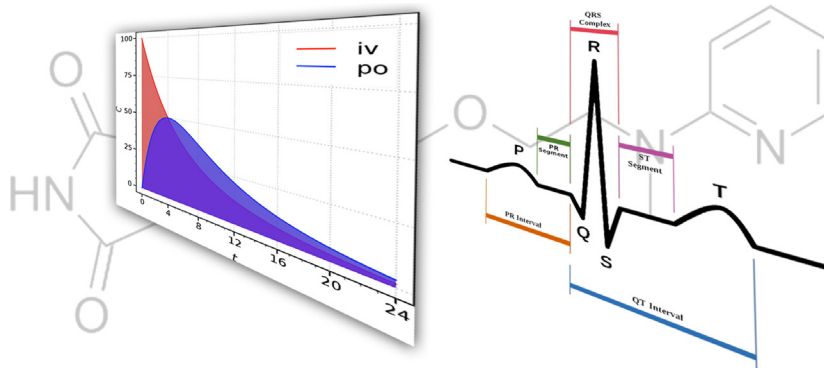 100
75
50
25
0
C
iv
po
0
4
8
12
16
20
24
t
HN
O
O
O
N
N
QRS
Complex
R
P
PR
Segment
ST
Segment
T
PR Interval
Q
S
QT Interval